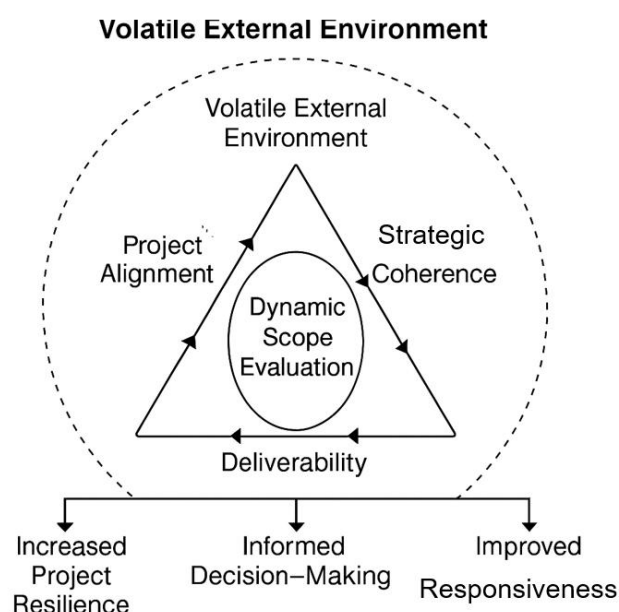 Volatile External Environment
Volatile External
Environment
Project
Alignment
Strategic
Coherence
Dynamic
Scope
Evaluation
Deliverability
Increased
Project
Resilience
Informed
Decision–Making
Improved
Responsiveness